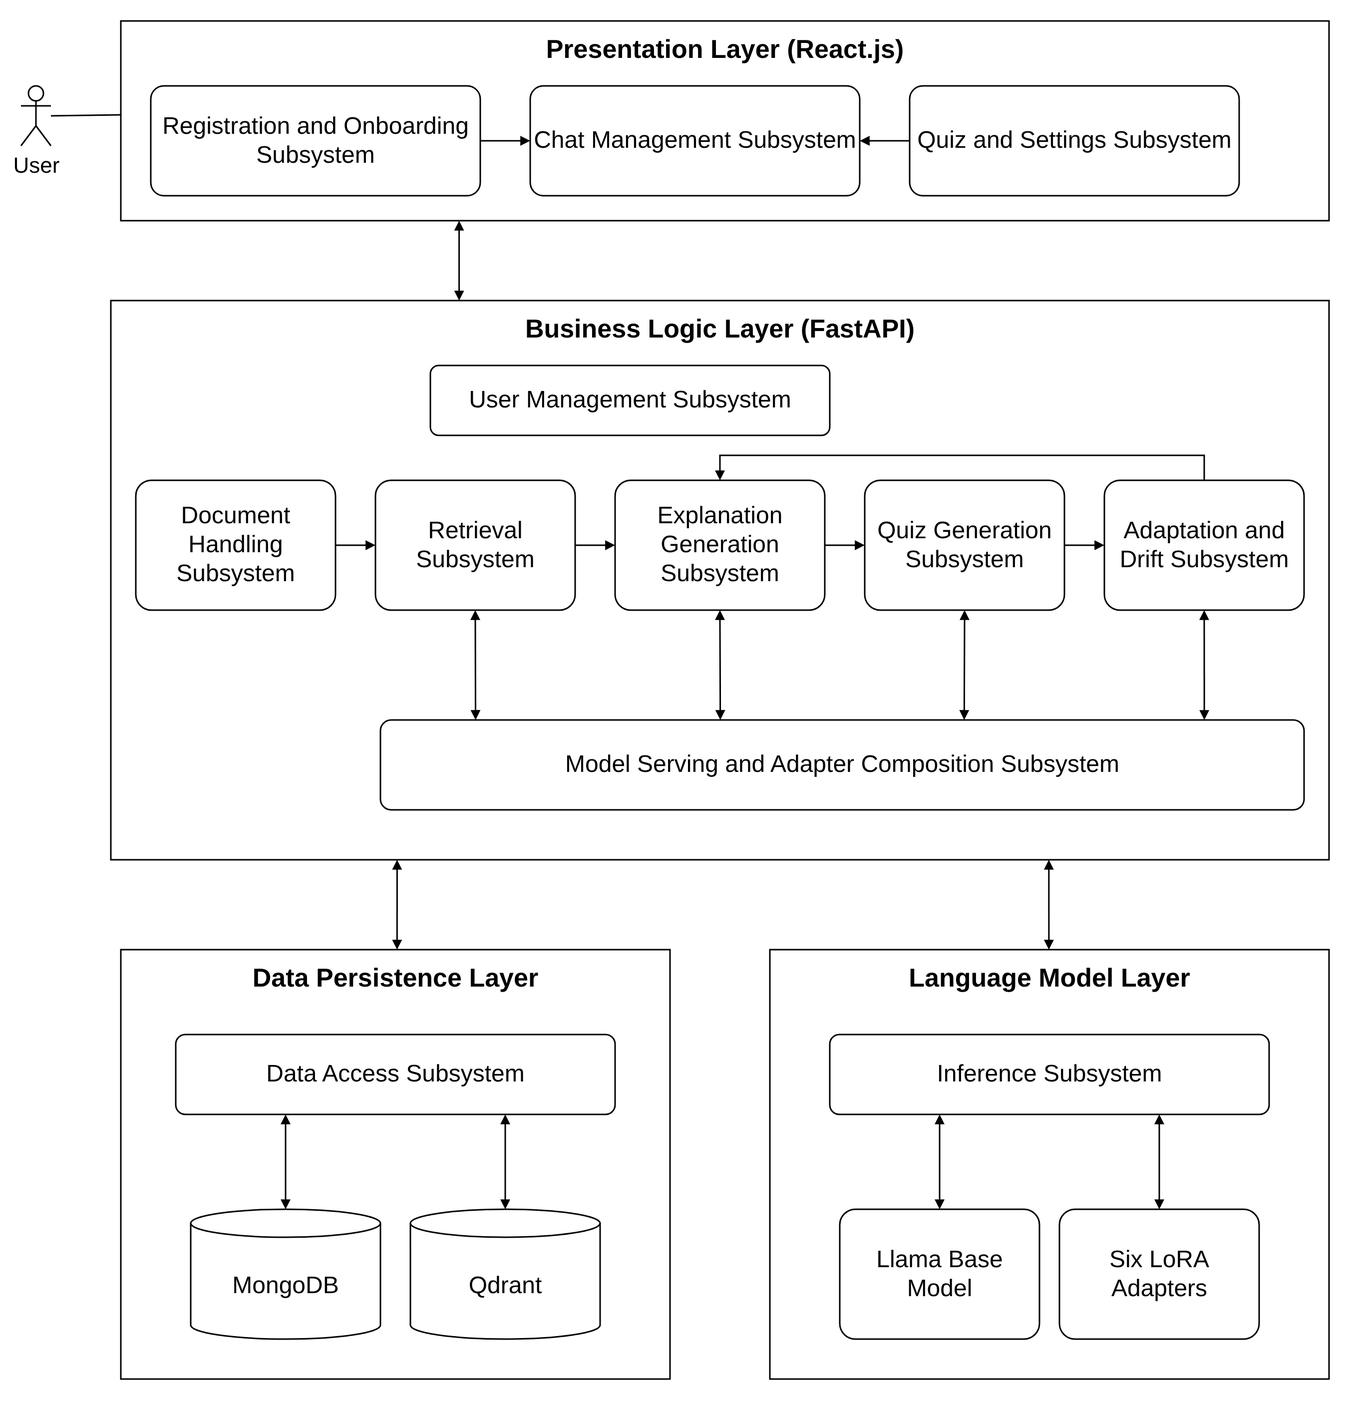 Presentation Layer (React.js)
User
Registration and Onboarding
Subsystem
Chat Management Subsystem
Quiz and Settings Subsystem
Business Logic Layer (FastAPI)
User Management Subsystem
Document
Handling
Subsystem
Retrieval
Subsystem
Explanation
Generation
Subsystem
Quiz Generation
Subsystem
Adaptation and
Drift Subsystem
Model Serving and Adapter Composition Subsystem
Data Persistence Layer
Data Access Subsystem
MongoDB
Qdrant
Language Model Layer
Inference Subsystem
Llama Base
Model
Six LoRA
Adapters